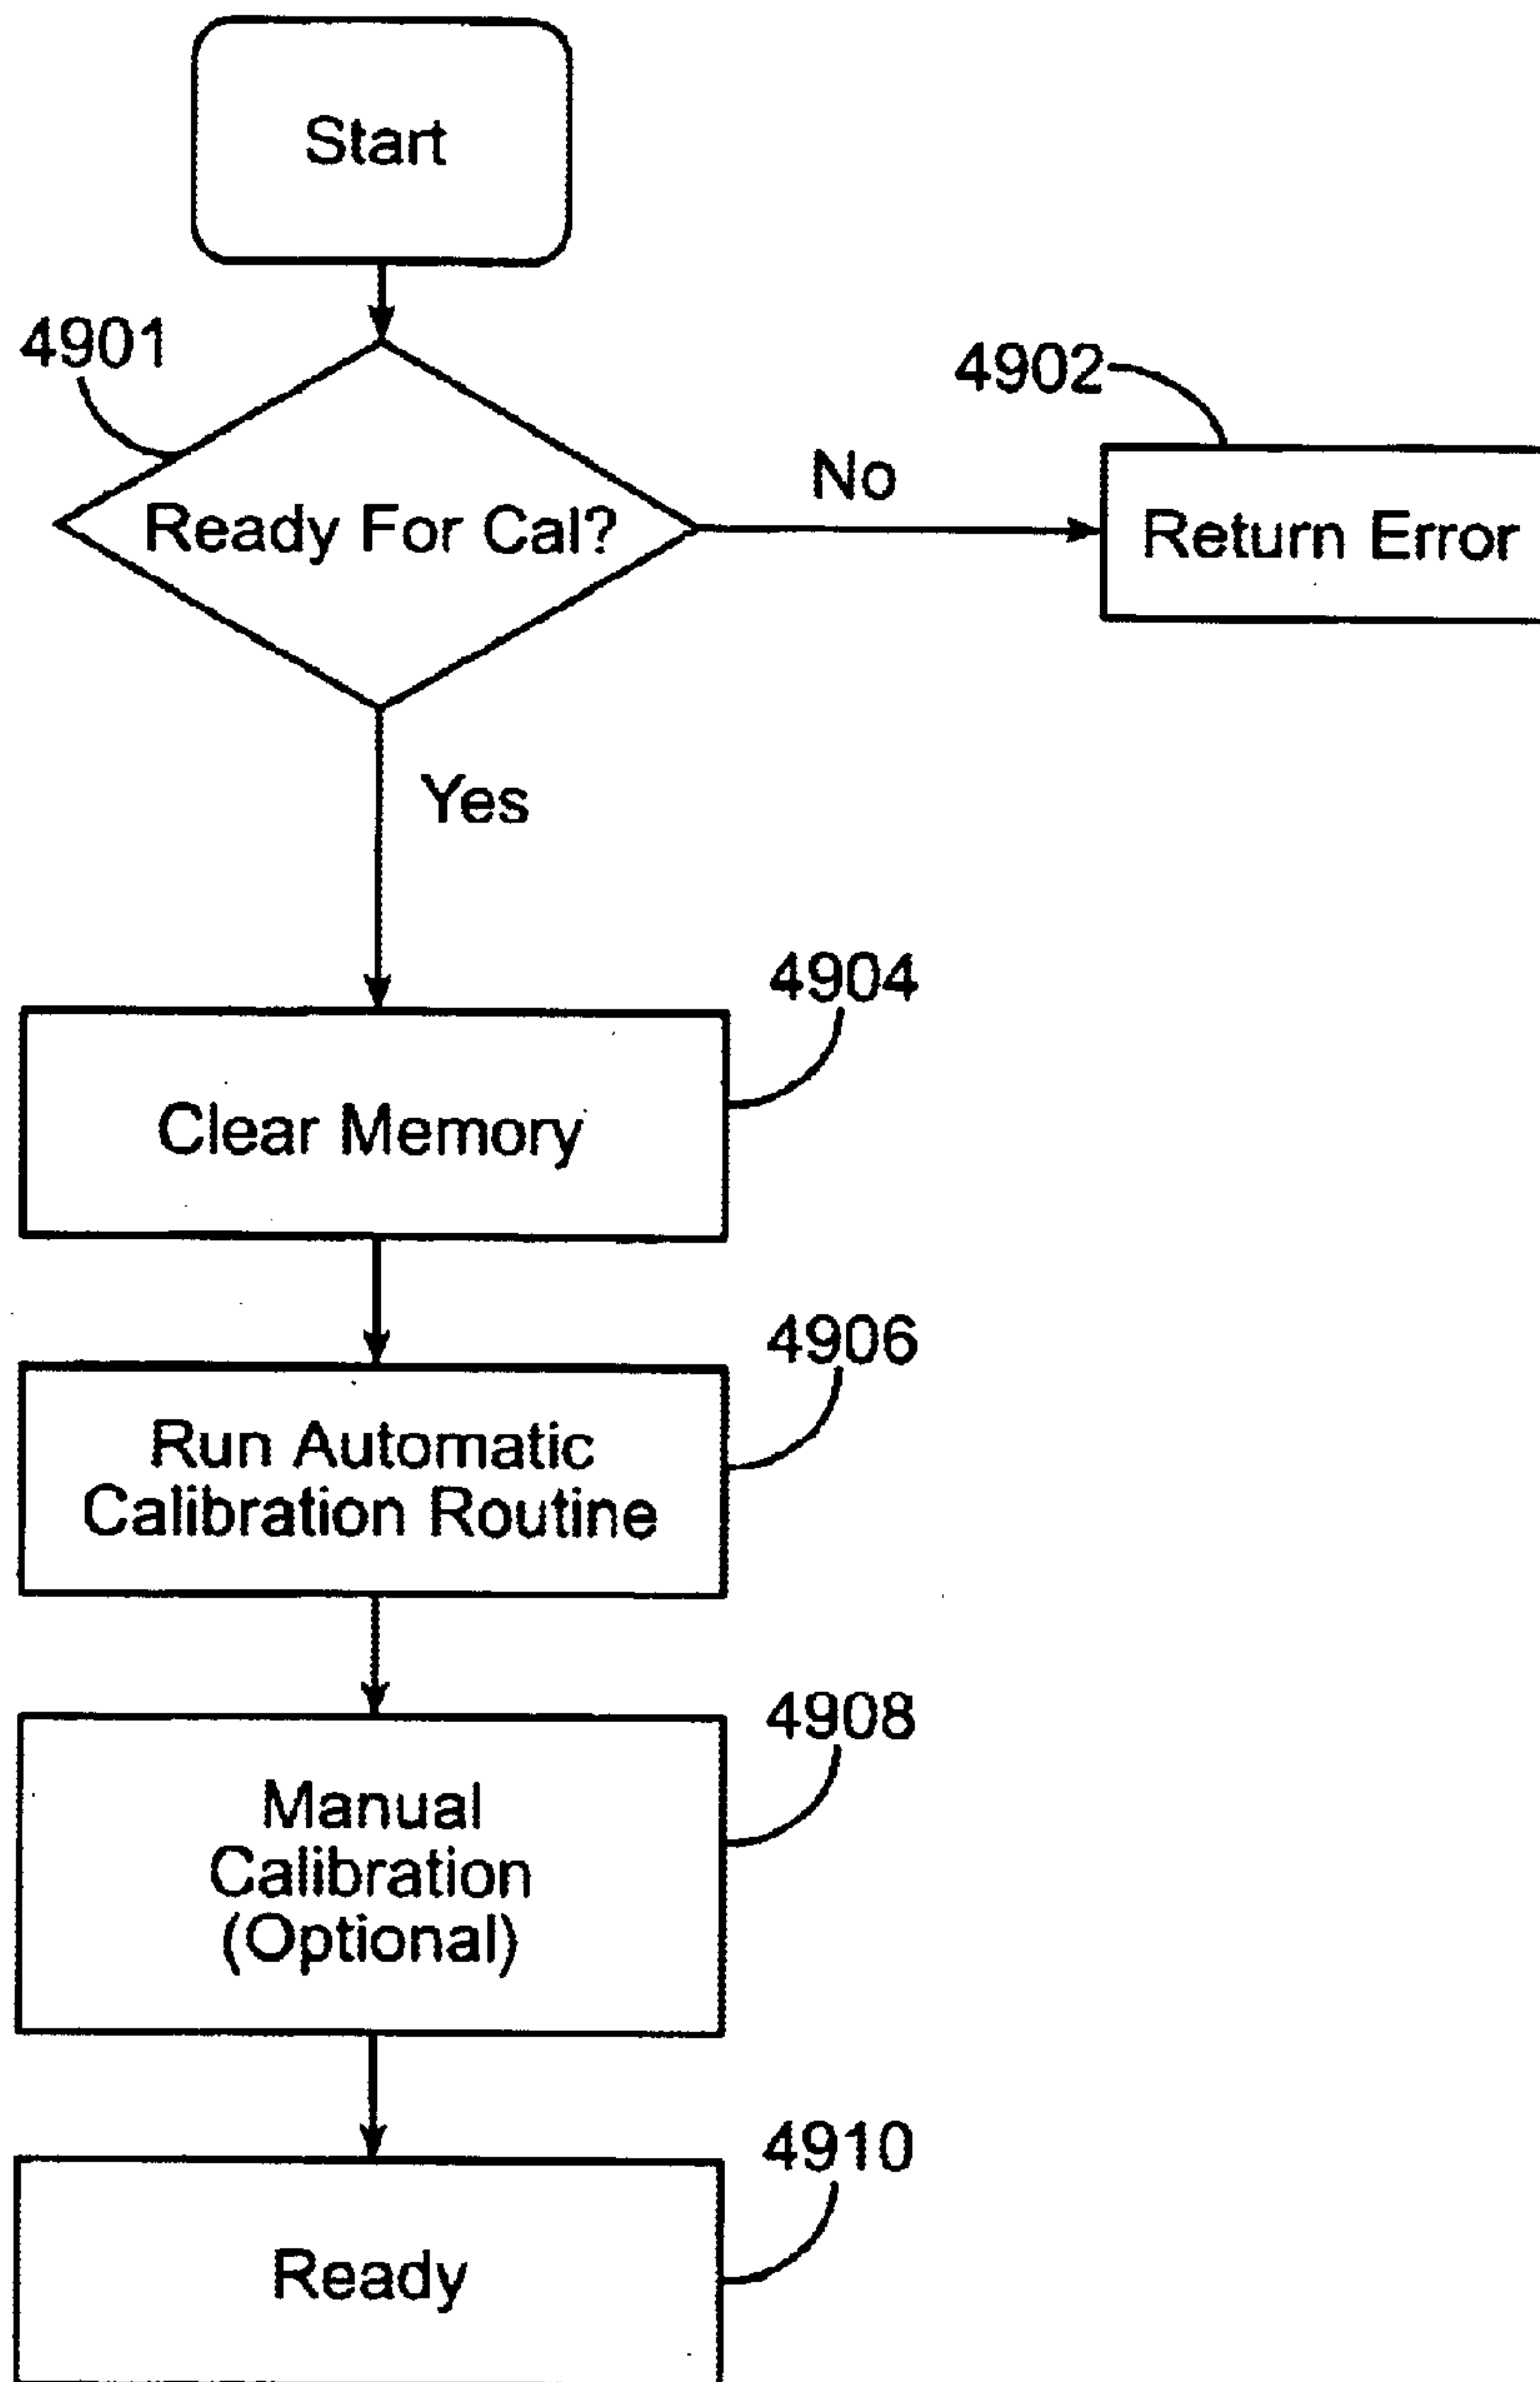 Start
4901
4902
Ready For Cal?
No
Return Error
Yes
4904
Clear Memory
4906
Run Automatic
Calibration Routine
4908
Manual
Calibration
(Optional)
4910
Ready